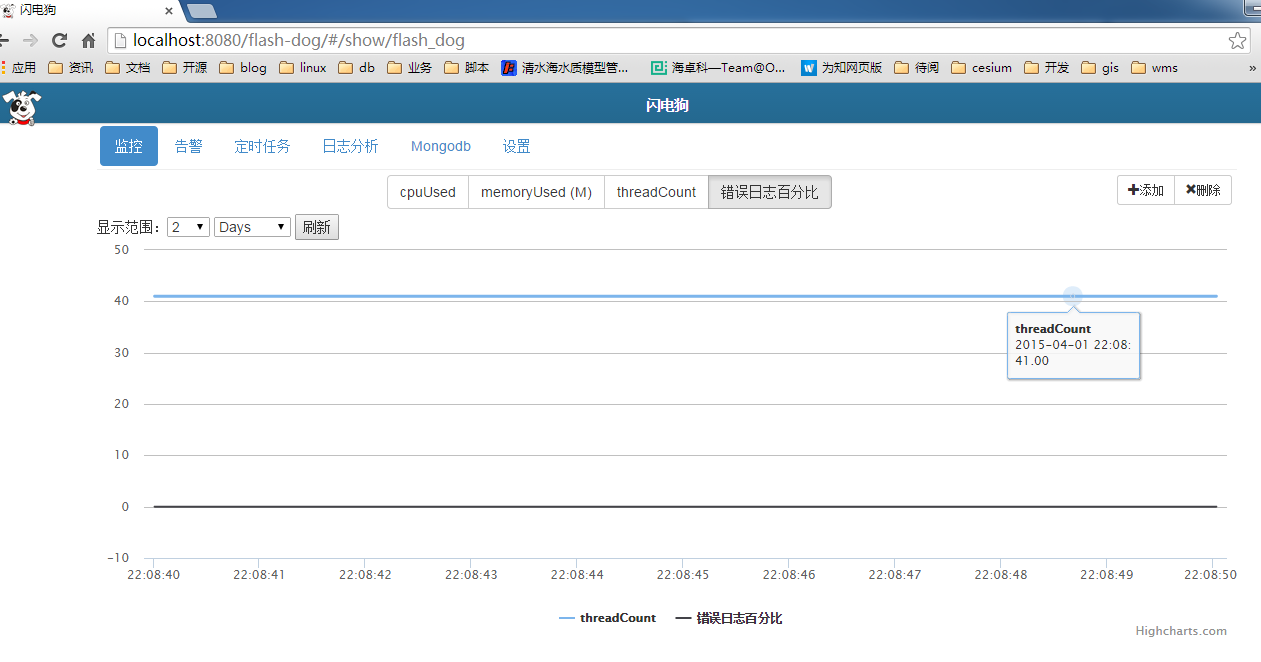 闪电狗
localhost:8080/flash-dog/#/show/flash_dog
应用 资讯 文档 开源 blog linux db 业务 脚本 清水海水质模型管... 海卓科—Team@O... 为知网页版 待阅 cesium 开发 gis wms »
闪电狗
监控 告警 定时任务 日志分析 Mongodb 设置
cpuUsed memoryUsed (M) threadCount 错误日志百分比 添加 删除
显示范围: 2 Days 刷新
50
40
30
20
10
0
-10
threadCount
2015-04-01 22:08:
41.00
22:08:40 22:08:41 22:08:42 22:08:43 22:08:44 22:08:45 22:08:46 22:08:47 22:08:48 22:08:49 22:08:50
threadCount 错误日志百分比
Highcharts.com